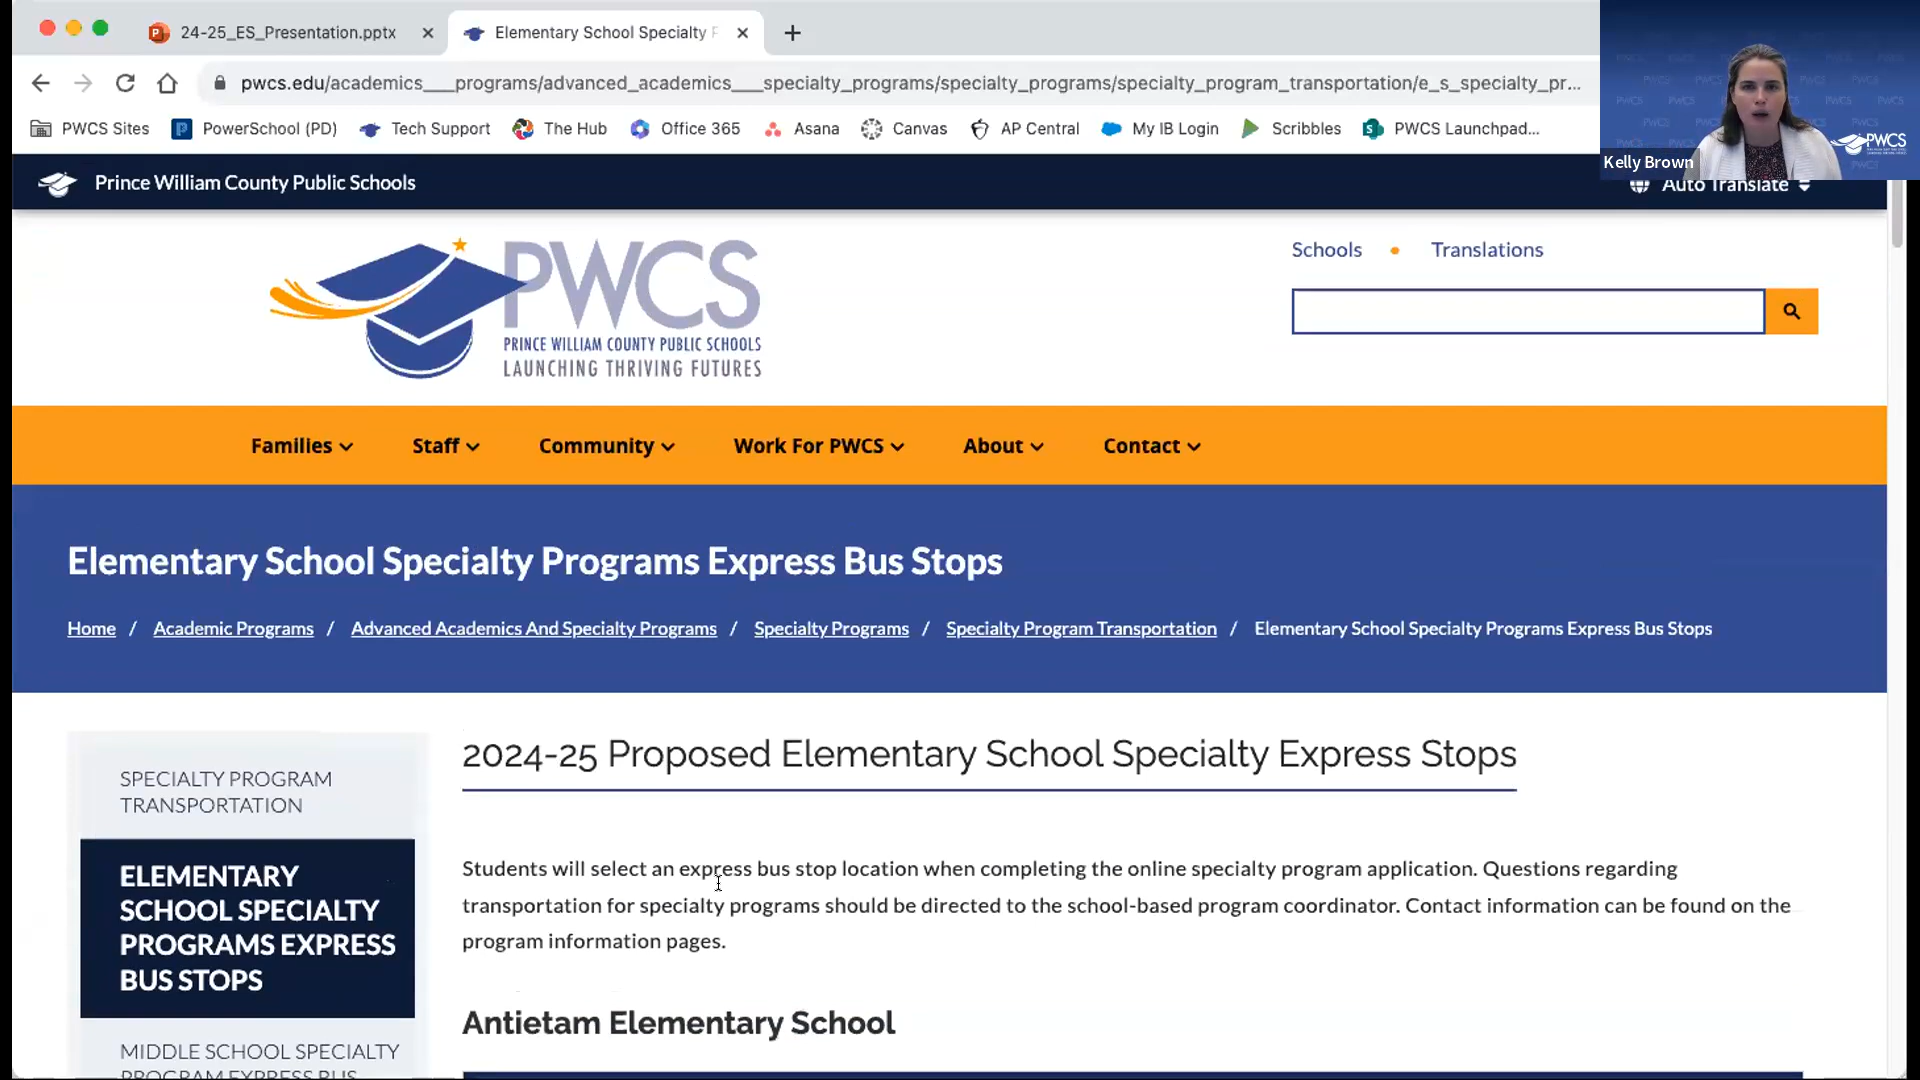 24-25_ES_Presentation.pptx
Elementary School Specialty
pwcs.edu/academics___programs/advanced_academics___specialty_programs/specialty_programs/specialty_program_transportation/e_s_specialty_pr...
PWCS Sites PowerSchool (PD) Tech Support The Hub Office 365 Asana Canvas AP Central My IB Login Scribbles PWCS Launchpad...
Kelly Brown
PWCS
Prince William County Public Schools
Auto Translate
PWCS
PRINCE WILLIAM COUNTY PUBLIC SCHOOLS
LAUNCHING THRIVING FUTURES
Schools • Translations
Families Staff Community Work For PWCS About Contact
Elementary School Specialty Programs Express Bus Stops
Home / Academic Programs / Advanced Academics And Specialty Programs / Specialty Programs / Specialty Program Transportation / Elementary School Specialty Programs Express Bus Stops
SPECIALTY PROGRAM
TRANSPORTATION
ELEMENTARY
SCHOOL SPECIALTY
PROGRAMS EXPRESS
BUS STOPS
MIDDLE SCHOOL SPECIALTY
PROGRAM EXPRESS BUS
2024-25 Proposed Elementary School Specialty Express Stops
Students will select an express bus stop location when completing the online specialty program application. Questions regarding
transportation for specialty programs should be directed to the school-based program coordinator. Contact information can be found on the
program information pages.
Antietam Elementary School